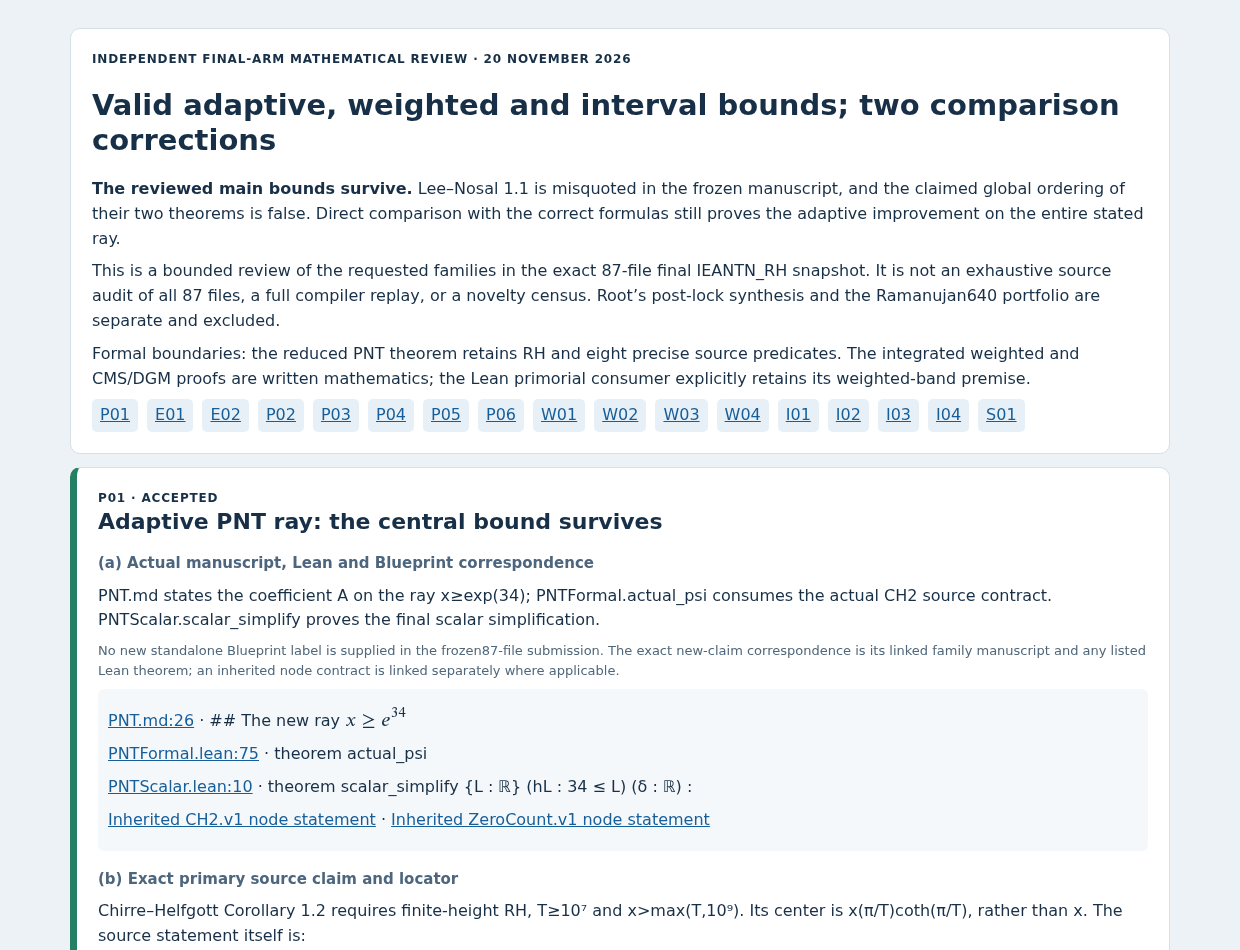 INDEPENDENT FINAL-ARM MATHEMATICAL REVIEW · 20 NOVEMBER 2026
Valid adaptive, weighted and interval bounds; two comparison
corrections
The reviewed main bounds survive. Lee–Nosal 1.1 is misquoted in the frozen manuscript, and the claimed global ordering of
their two theorems is false. Direct comparison with the correct formulas still proves the adaptive improvement on the entire stated
ray.
This is a bounded review of the requested families in the exact 87-file final IEANTN_RH snapshot. It is not an exhaustive source
audit of all 87 files, a full compiler replay, or a novelty census. Root’s post-lock synthesis and the Ramanujan640 portfolio are
separate and excluded.
Formal boundaries: the reduced PNT theorem retains RH and eight precise source predicates. The integrated weighted and
CMS/DGM proofs are written mathematics; the Lean primorial consumer explicitly retains its weighted-band premise.
P01 E01 E02 P02 P03 P04 P05 P06 W01 W02 W03 W04 I01 I02 I03 I04 S01
P01 · ACCEPTED
Adaptive PNT ray: the central bound survives
(a) Actual manuscript, Lean and Blueprint correspondence
PNT.md states the coefficient A on the ray x≥exp(34); PNTFormal.actual_psi consumes the actual CH2 source contract.
PNTScalar.scalar_simplify proves the final scalar simplification.
No new standalone Blueprint label is supplied in the frozen87-file submission. The exact new-claim correspondence is its linked family manuscript and any listed
Lean theorem; an inherited node contract is linked separately where applicable.
PNT.md:26 · ## The new ray x ≥ e³⁴
PNTFormal.lean:75 · theorem actual_psi
PNTScalar.lean:10 · theorem scalar_simplify {L : ℝ} (hL : 34 ≤ L) (δ : ℝ) :
Inherited CH2.v1 node statement · Inherited ZeroCount.v1 node statement
(b) Exact primary source claim and locator
Chirre–Helfgott Corollary 1.2 requires finite-height RH, T≥10⁷ and x>max(T,10⁹). Its center is x(π/T)coth(π/T), rather than x. The
source statement itself is: